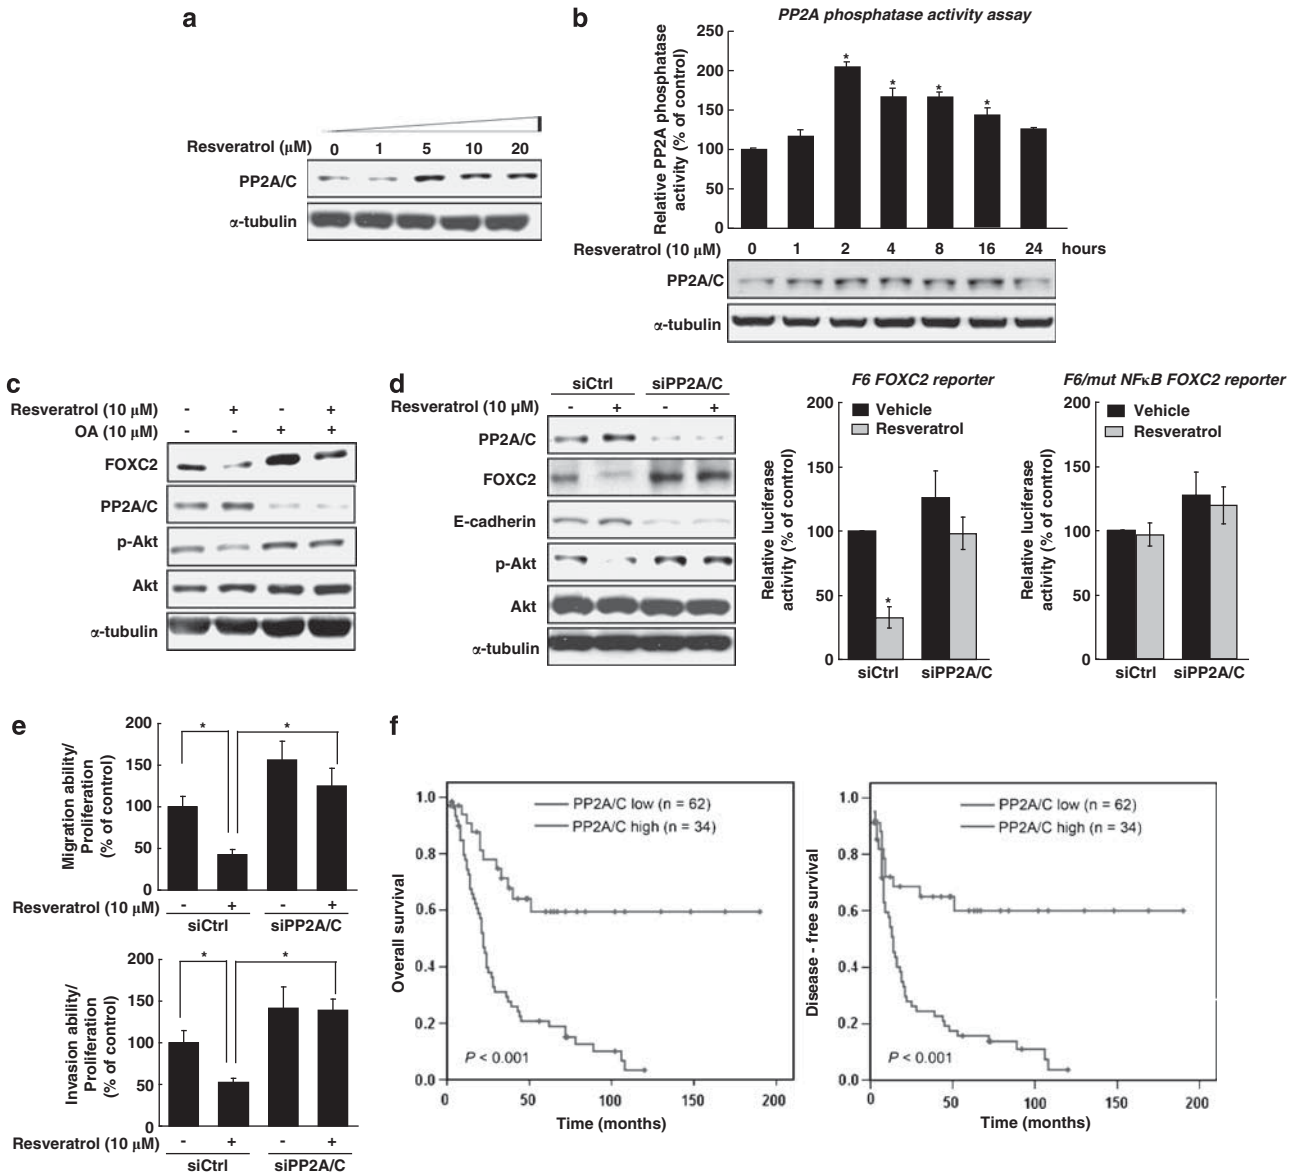 a
Resveratrol (μM)
0 1 5 10 20
PP2A/C
α-tubulin
b
PP2A phosphatase activity assay
Relative PP2A phosphatase
activity (% of control)
250
200
150
100
50
0
* * * *
Resveratrol (10 μM) 0 1 2 4 8 16 24 hours
PP2A/C
α-tubulin
c
Resveratrol (10 μM) - + - +
OA (10 μM) - - + +
FOXC2
PP2A/C
p-Akt
Akt
α-tubulin
d
siCtrl siPP2A/C
Resveratrol (10 μM) - + - +
PP2A/C
FOXC2
E-cadherin
p-Akt
Akt
α-tubulin
F6 FOXC2 reporter
Relative luciferase
activity (% of control)
200
150
100
50
0
Vehicle
Resveratrol
*
siCtrl siPP2A/C
F6/mut NFκB FOXC2 reporter
Relative luciferase
activity (% of control)
200
150
100
50
0
Vehicle
Resveratrol
siCtrl siPP2A/C
e
Migration ability/
Proliferation
(% of control)
200
150
100
50
0
* *
Resveratrol (10 μM) - + - +
siCtrl siPP2A/C
Invasion ability/
Proliferation
(% of control)
200
150
100
50
0
* *
Resveratrol (10 μM) - + - +
siCtrl siPP2A/C
f
Overall survival
1.0
0.8
0.6
0.4
0.2
0.0
PP2A/C low (n = 62)
PP2A/C high (n = 34)
P < 0.001
0 50 100 150 200
Time (months)
Disease - free survival
1.0
0.8
0.6
0.4
0.2
0.0
PP2A/C low (n = 62)
PP2A/C high (n = 34)
P < 0.001
0 50 100 150 200
Time (months)